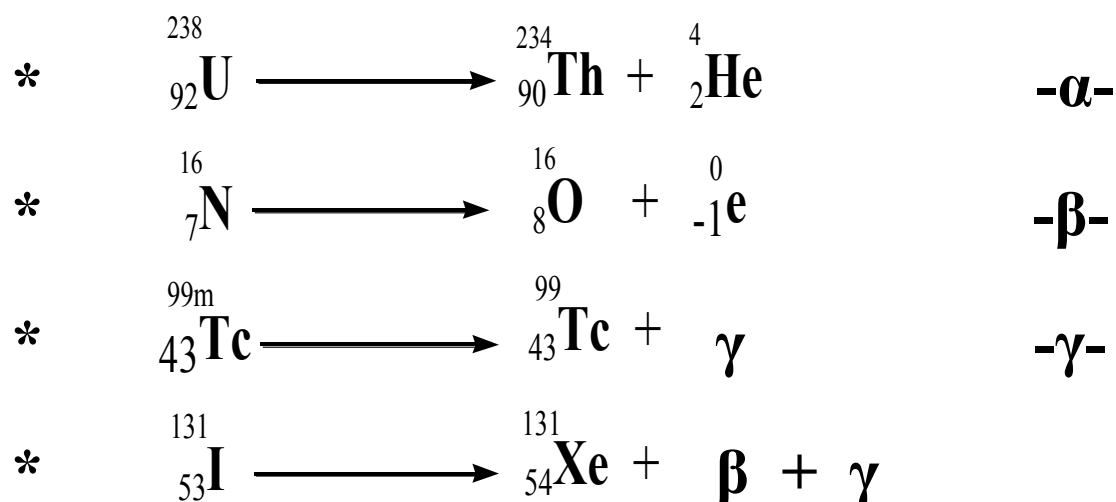 * ²³⁸₉₂U ⟶ ²³⁴₉₀Th + ⁴₂He -α-
* ¹⁶₇N ⟶ ¹⁶₈O + ⁰₋₁e -β-
* ⁹⁹ᵐ₄₃Tc ⟶ ⁹⁹₄₃Tc + γ -γ-
* ¹³¹₅₃I ⟶ ¹³¹₅₄Xe + β + γ